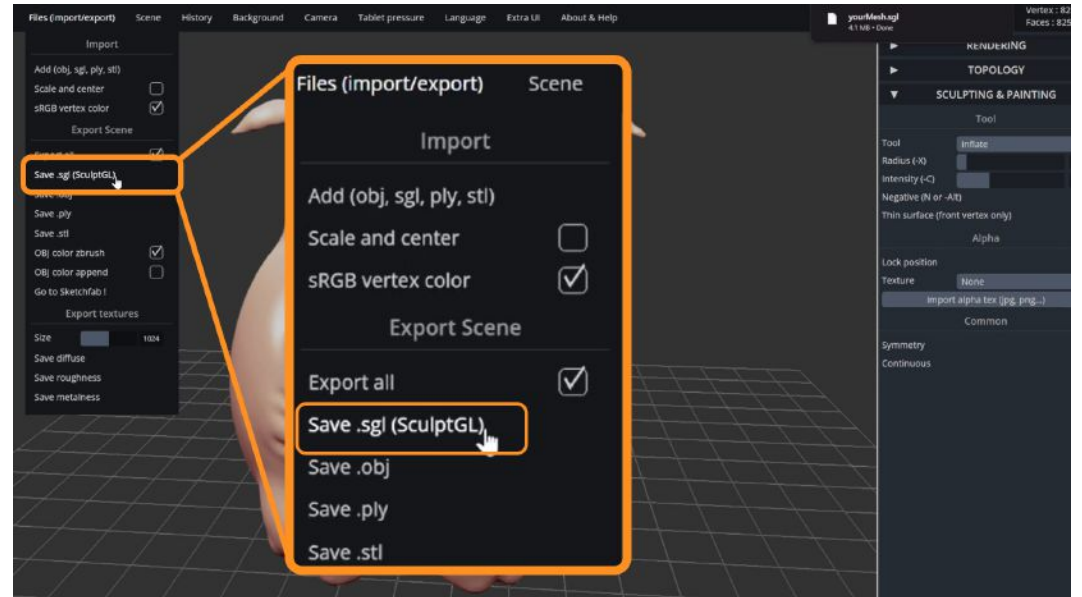 Files (import/export) Scene History Background Camera Tablet pressure Language Extra UI About & Help
yourMesh.sgl
4.1 MB • Done
Vertex : 82
Faces : 825
Import
Add (obj, sgl, ply, stl)
Scale and center
sRGB vertex color
Export Scene
Export all
Save .sgl (SculptGL)
Save .obj
Save .ply
Save .stl
OBJ color zbrush
OBJ color append
Go to Sketchfab !
Export textures
Size 1024
Save diffuse
Save roughness
Save metalness
Files (import/export) Scene
Import
Add (obj, sgl, ply, stl)
Scale and center
sRGB vertex color
Export Scene
Export all
Save .sgl (SculptGL)
Save .obj
Save .ply
Save .stl
RENDERING
TOPOLOGY
SCULPTING & PAINTING
Tool
Tool Inflate
Radius (-X)
Intensity (-C)
Negative (N or -Alt)
Thin surface (front vertex only)
Alpha
Lock position
Texture None
Import alpha tex (jpg, png...)
Common
Symmetry
Continuous